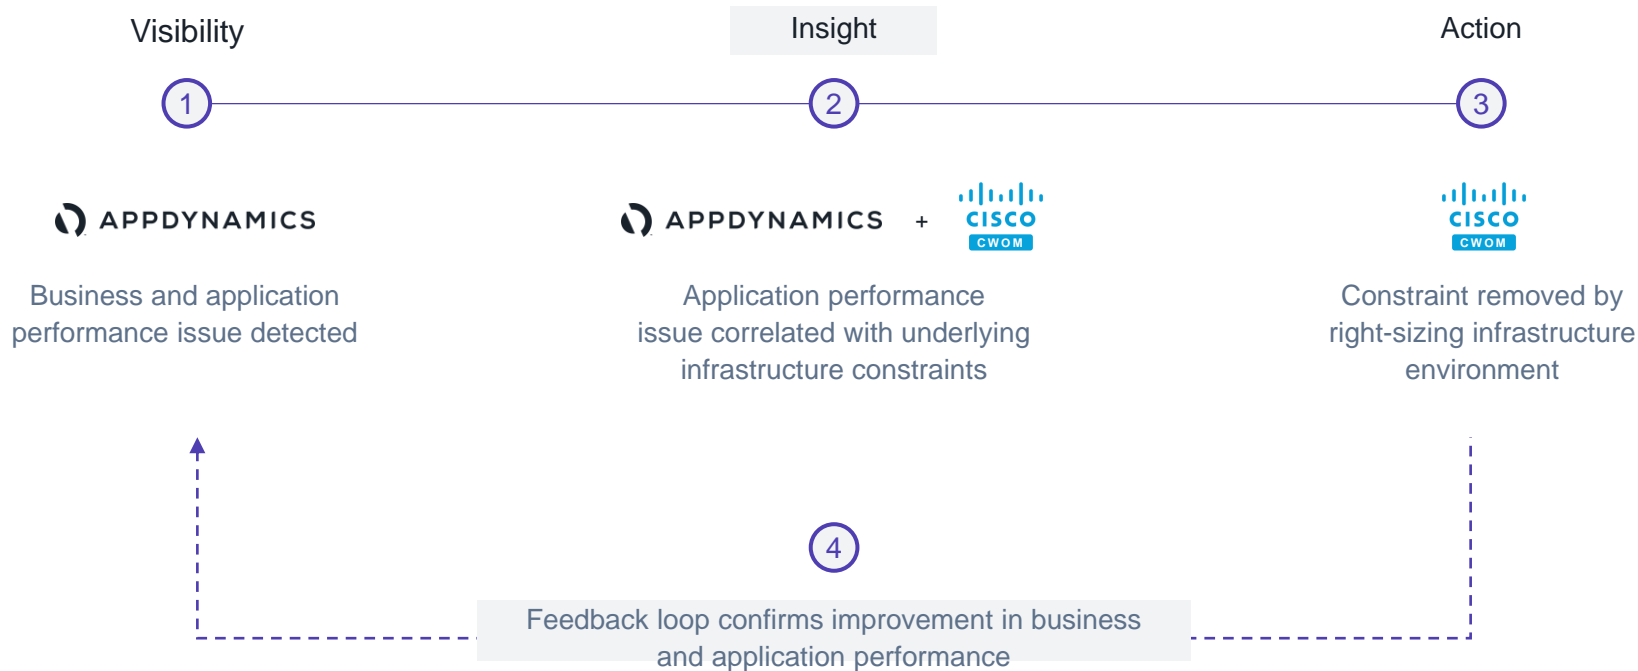 Visibility
Insight
Action
1
2
3
APPDYNAMICS
APPDYNAMICS + CISCO
CWOM
CISCO
CWOM
Business and application
performance issue detected
Application performance
issue correlated with underlying
infrastructure constraints
Constraint removed by
right-sizing infrastructure
environment
4
Feedback loop confirms improvement in business
and application performance